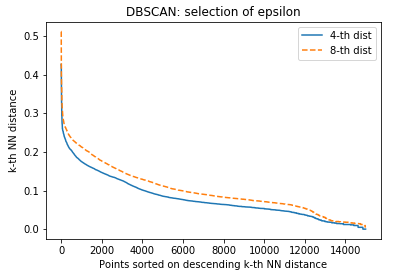 DBSCAN: selection of epsilon
4-th dist
8-th dist
k-th NN distance
0.5
0.4
0.3
0.2
0.1
0.0
0 2000 4000 6000 8000 10000 12000 14000
Points sorted on descending k-th NN distance